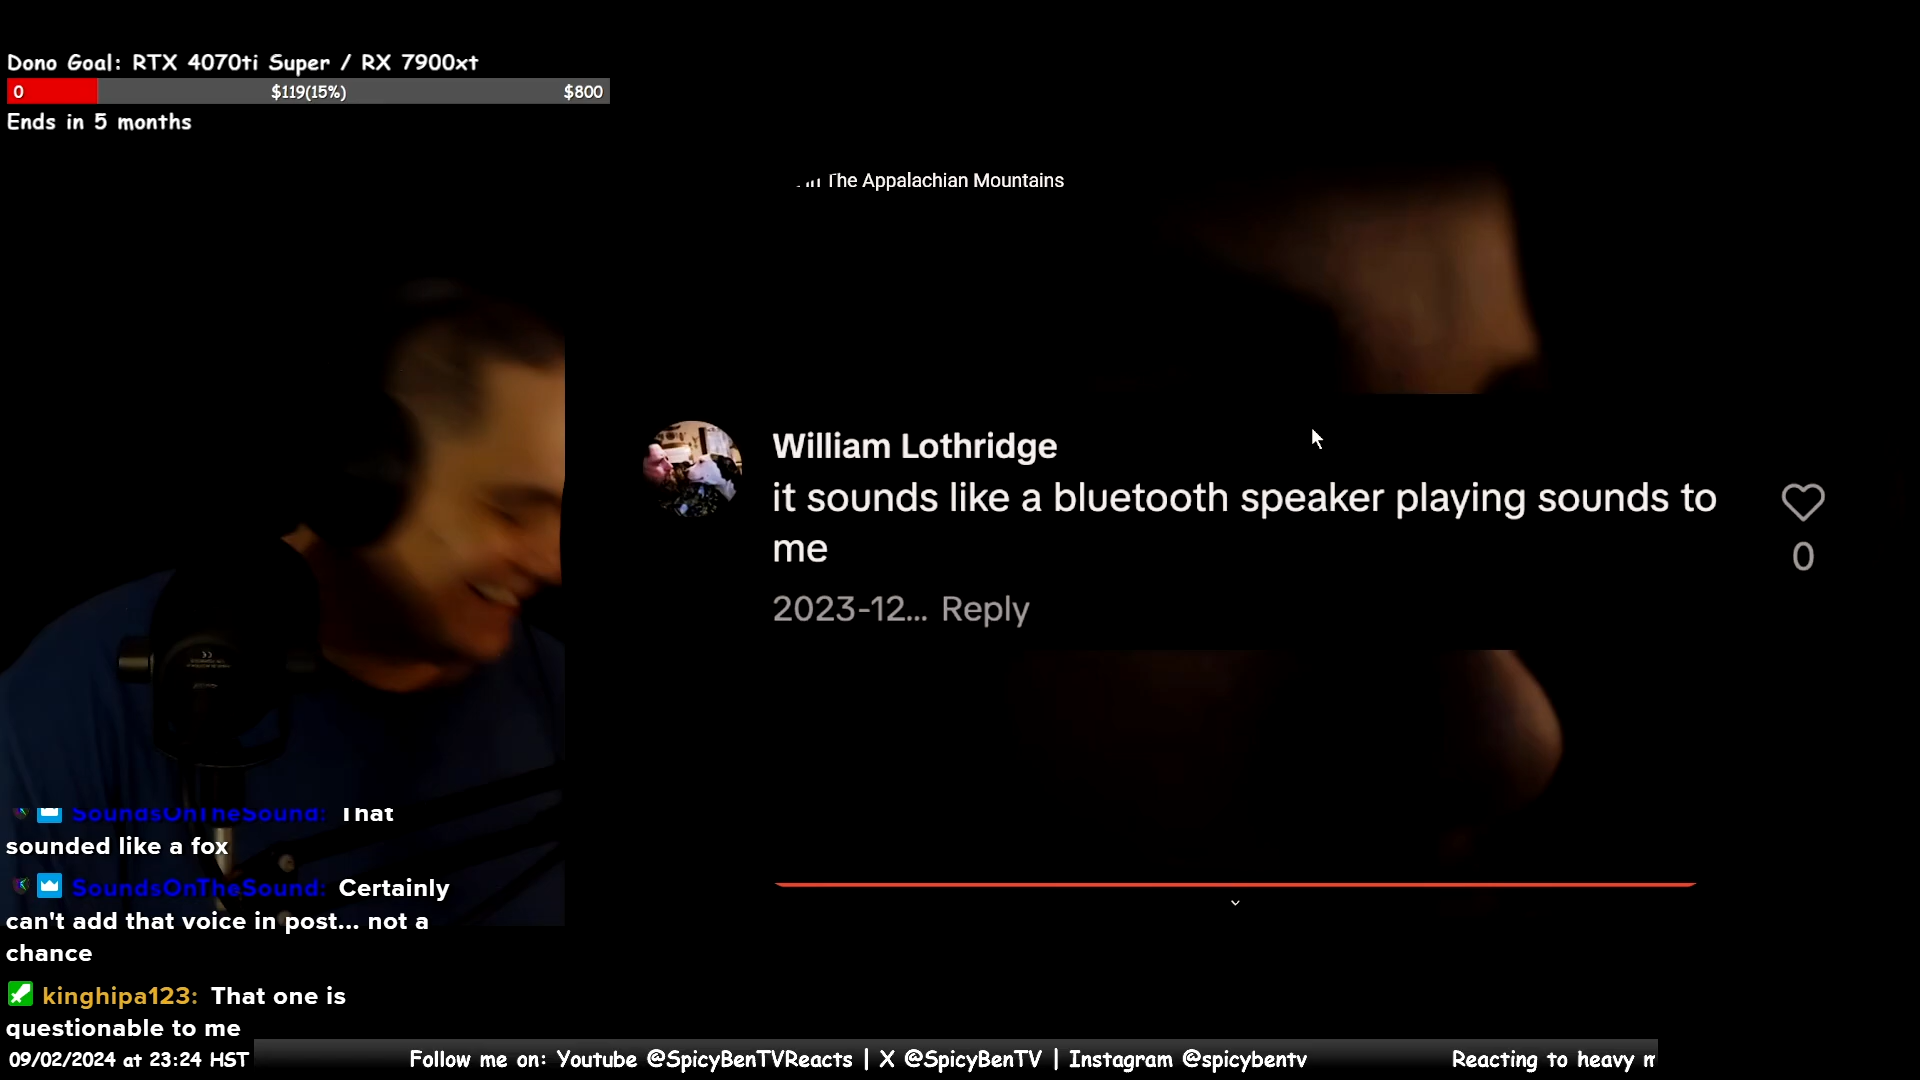 Dono Goal: RTX 4070ti Super / RX 7900xt
0 $119(15%) $800
Ends in 5 months
The Appalachian Mountains
William Lothridge
it sounds like a bluetooth speaker playing sounds to
me
0
2023-12... Reply
SoundsOnTheSound: That
sounded like a fox
SoundsOnTheSound: Certainly
can't add that voice in post... not a
chance
kinghipa123: That one is
questionable to me
09/02/2024 at 23:24 HST
Follow me on: Youtube @SpicyBenTVReacts | X @SpicyBenTV | Instagram @spicybentv
Reacting to heavy